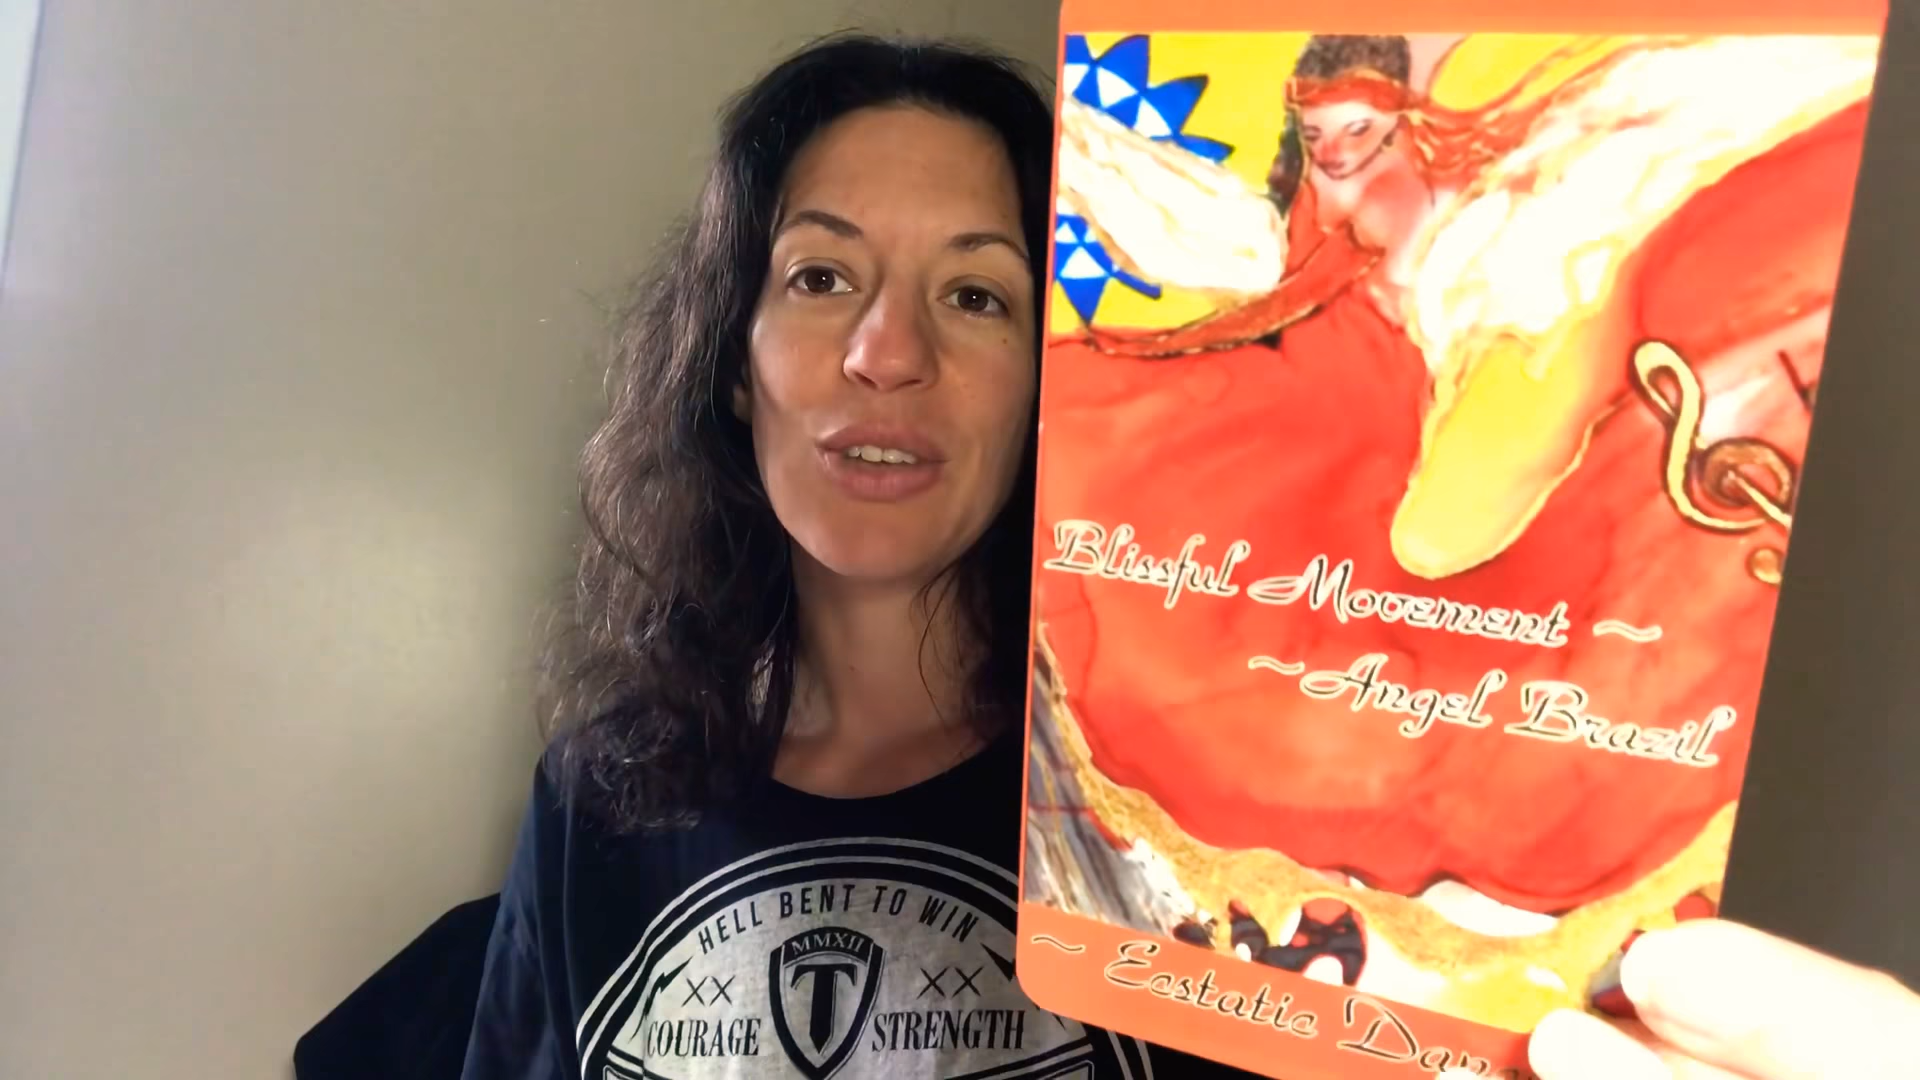 Blissful Movement ~
~Angel Brazil
~ Ecstatic
HELL BENT TO WIN
MMXII
XX T XX
COURAGE STRENGTH